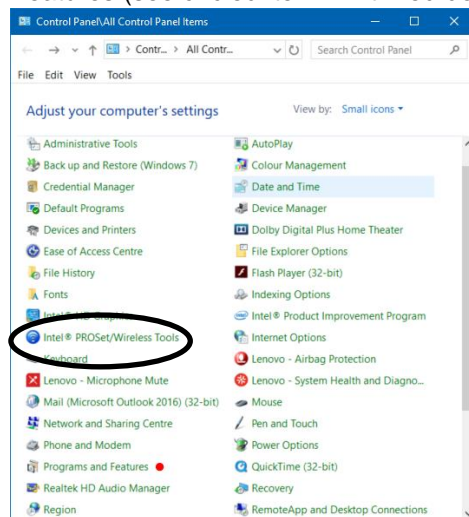 Control Panel\All Control Panel Items
Contr... > All Contr...
Search Control Panel
File Edit View Tools
Adjust your computer's settings
View by: Small icons
Administrative Tools
AutoPlay
Back up and Restore (Windows 7)
Colour Management
Credential Manager
Date and Time
Default Programs
Device Manager
Devices and Printers
Dolby Digital Plus Home Theater
Ease of Access Centre
File Explorer Options
File History
Flash Player (32-bit)
Fonts
Indexing Options
Intel® HD Graphics
Intel® Product Improvement Program
Intel® PROSet/Wireless Tools
Internet Options
Keyboard
Lenovo - Airbag Protection
Lenovo - Microphone Mute
Lenovo - System Health and Diagno...
Mail (Microsoft Outlook 2016) (32-bit)
Mouse
Network and Sharing Centre
Pen and Touch
Phone and Modem
Power Options
Programs and Features
QuickTime (32-bit)
Realtek HD Audio Manager
Recovery
Region
RemoteApp and Desktop Connections